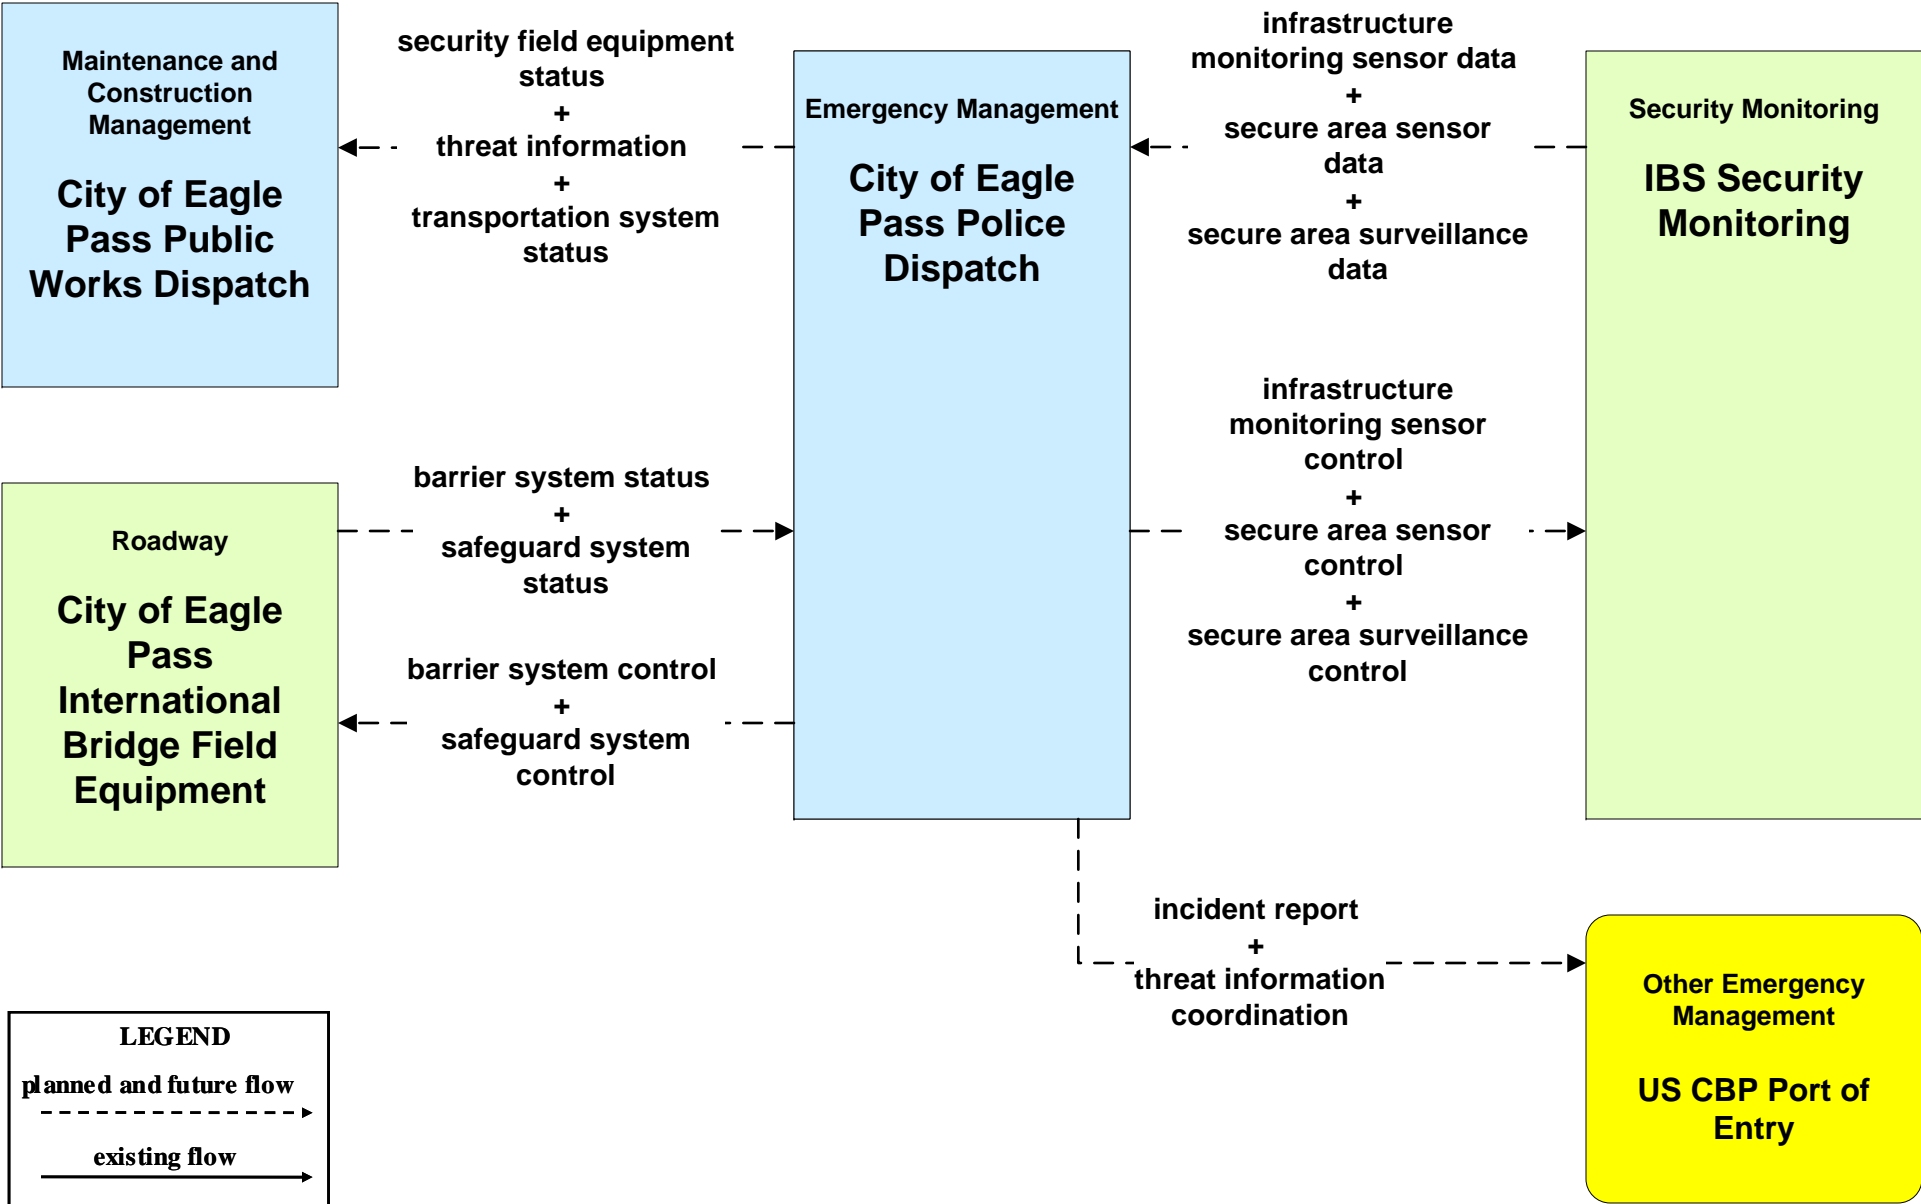 Maintenance and
Construction
Management
City of Eagle
Pass Public
Works Dispatch
security field equipment
status
+
threat information
+
transportation system
status
Emergency Management
City of Eagle
Pass Police
Dispatch
infrastructure
monitoring sensor data
+
secure area sensor
data
+
secure area surveillance
data
Security Monitoring
IBS Security
Monitoring
Roadway
City of Eagle
Pass
International
Bridge Field
Equipment
barrier system status
+
safeguard system
status
barrier system control
+
safeguard system
control
infrastructure
monitoring sensor
control
+
secure area sensor
control
+
secure area surveillance
control
incident report
+
threat information
coordination
Other Emergency
Management
US CBP Port of
Entry
LEGEND
planned and future flow
existing flow